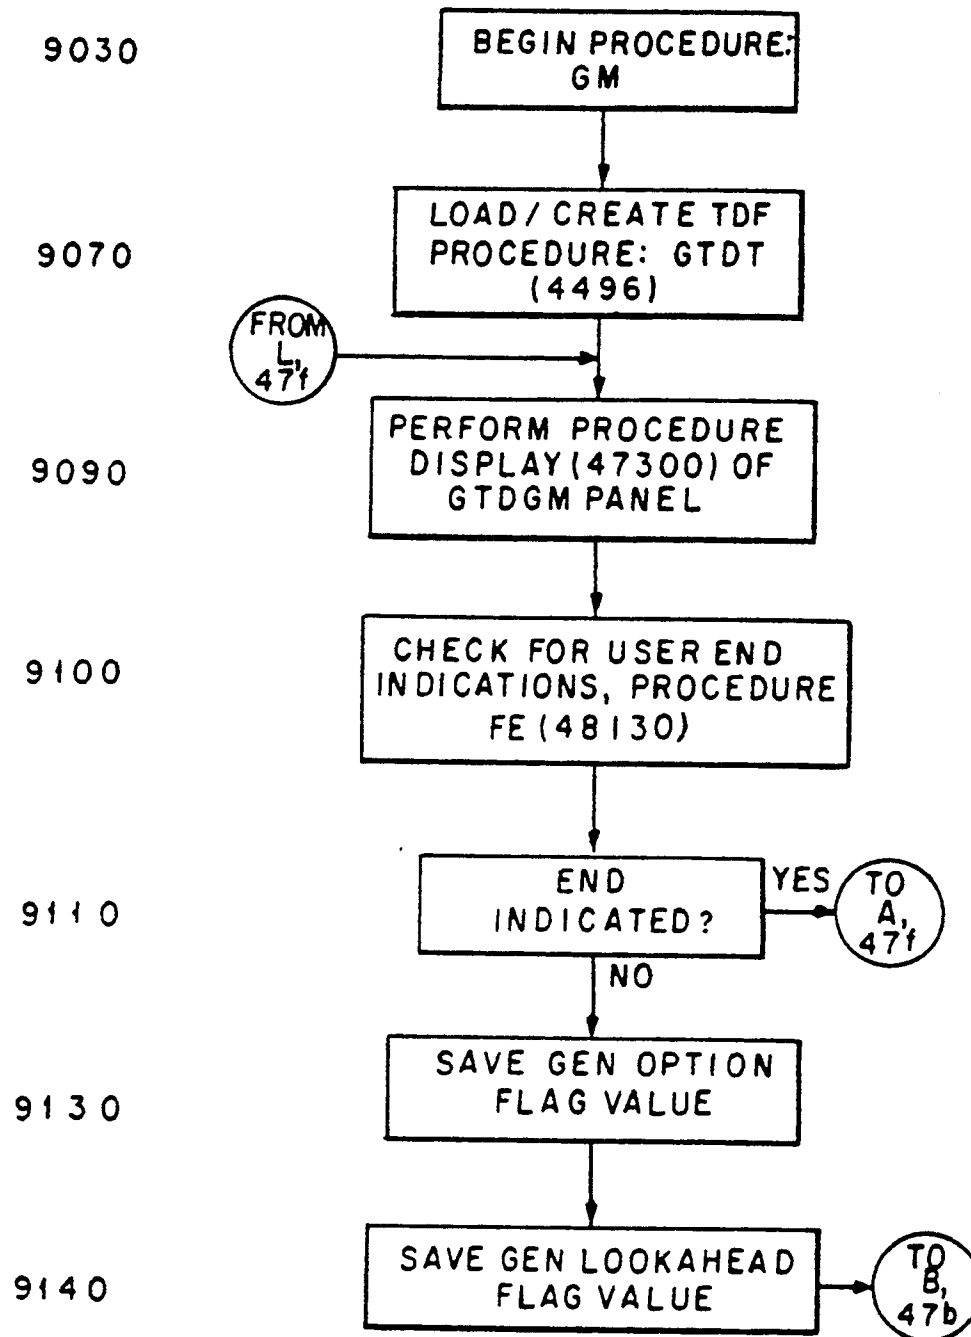 9030
BEGIN PROCEDURE:
GM
9070
LOAD/CREATE TDF
PROCEDURE: GTDT
(4496)
FROM
L,
47f
9090
PERFORM PROCEDURE
DISPLAY (47300) OF
GTDGM PANEL
9100
CHECK FOR USER END
INDICATIONS, PROCEDURE
FE (48130)
9110
END
INDICATED?
YES
TO
A,
47f
NO
9130
SAVE GEN OPTION
FLAG VALUE
9140
SAVE GEN LOOKAHEAD
FLAG VALUE
TO
B,
47b